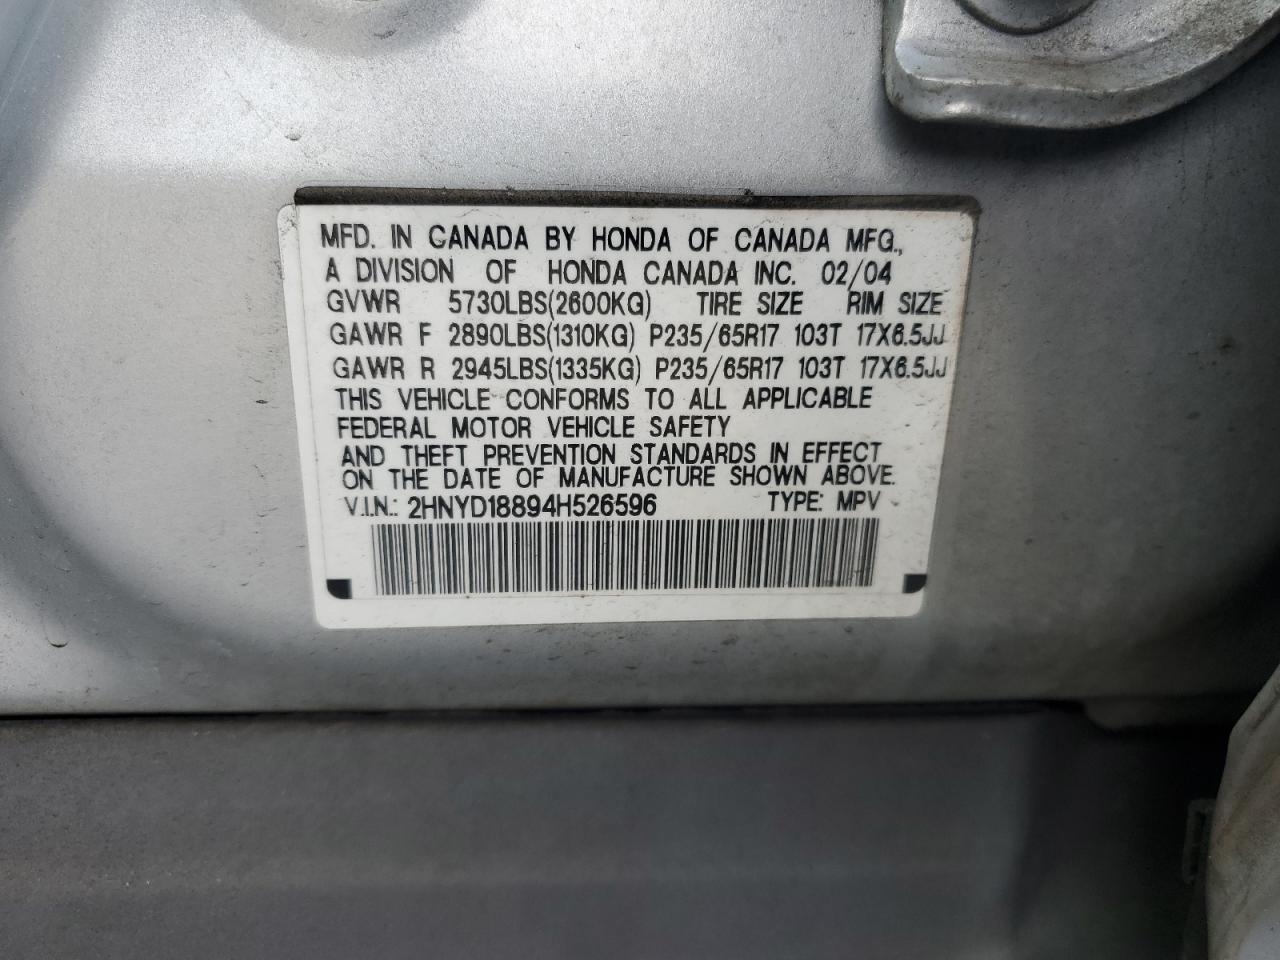 MFD. IN CANADA BY HONDA OF CANADA MFG.,
A DIVISION OF HONDA CANADA INC. 02/04
GVWR 5730LBS(2600KG) TIRE SIZE RIM SIZE
GAWR F 2890LBS(1310KG) P235/65R17 103T 17X6.5JJ
GAWR R 2945LBS(1335KG) P235/65R17 103T 17X6.5JJ
THIS VEHICLE CONFORMS TO ALL APPLICABLE
FEDERAL MOTOR VEHICLE SAFETY
AND THEFT PREVENTION STANDARDS IN EFFECT
ON THE DATE OF MANUFACTURE SHOWN ABOVE.
V.I.N.: 2HNYD18894H526596 TYPE: MPV